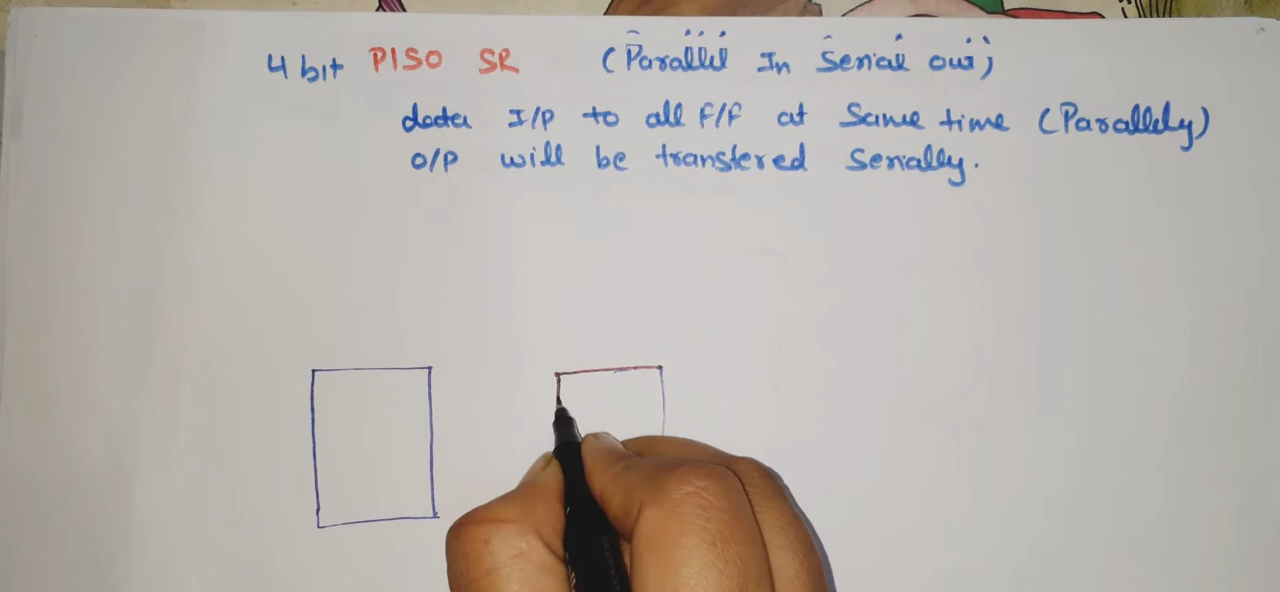 4 bit PISO SR (Parallel In Serial out)
data I/P to all F/F at Same time (Parallely)
O/P will be transfered Serially.